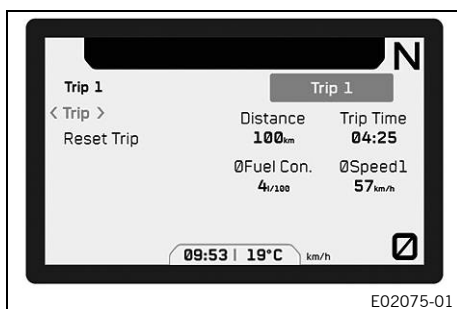 N
Trip 1 Trip 1
< Trip > Distance Trip Time
Reset Trip 100km 04:25
ØFuel Con. ØSpeed1
4l/100 57km/h
09:53 | 19°C km/h 0
E02075-01